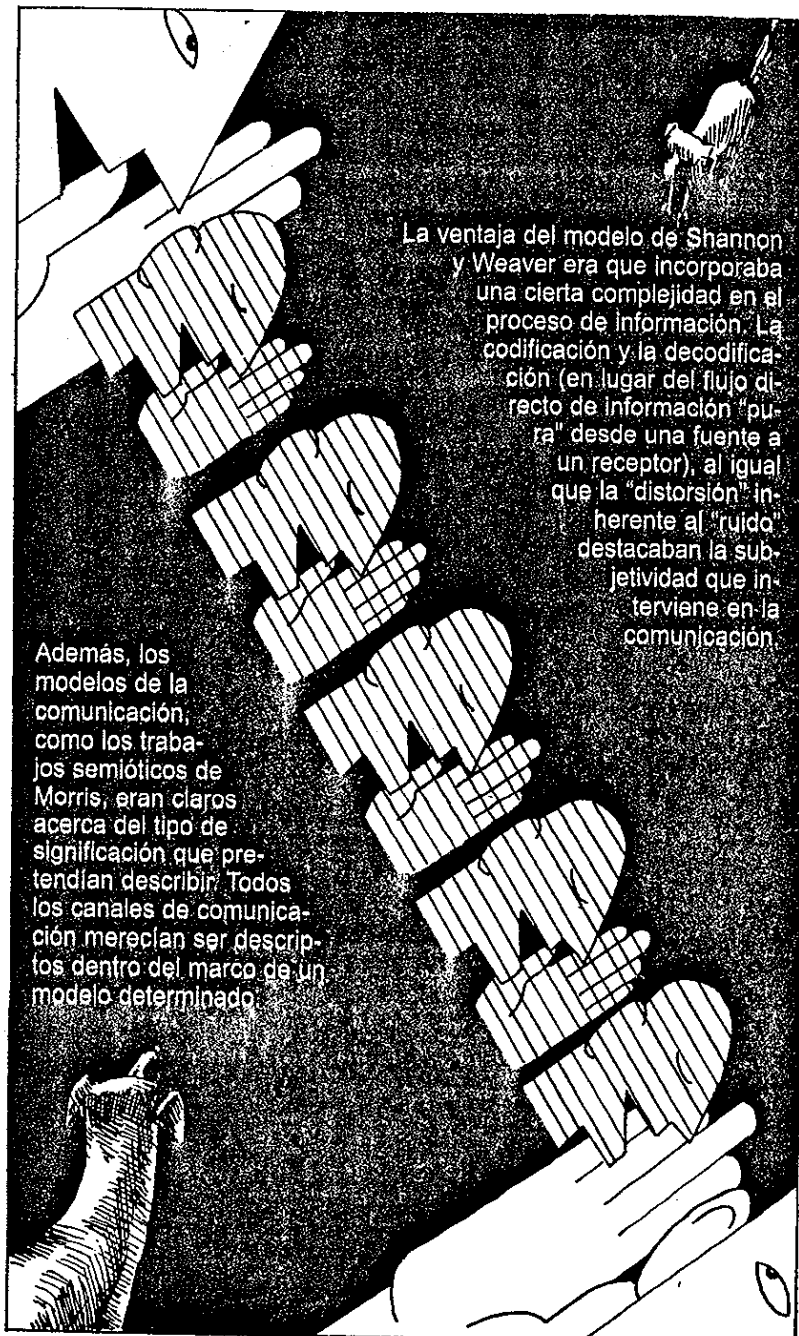 La ventaja del modelo de Shannon
y Weaver era que incorporaba
una cierta complejidad en el
proceso de información. La
codificación y la decodifica-
ción (en lugar del flujo di-
recto de información "pu-
ra" desde una fuente a
un receptor), al igual
que la "distorsión" in-
herente al "ruido"
destacaban la sub-
jetividad que in-
terviene en la
comunicación.
Además, los
modelos de la
comunicación,
como los traba-
jos semióticos de
Morris, eran claros
acerca del tipo de
significación que pre-
tendían describir. Todos
los canales de comunica-
ción merecían ser descrip-
tos dentro del marco de un
modelo determinado.